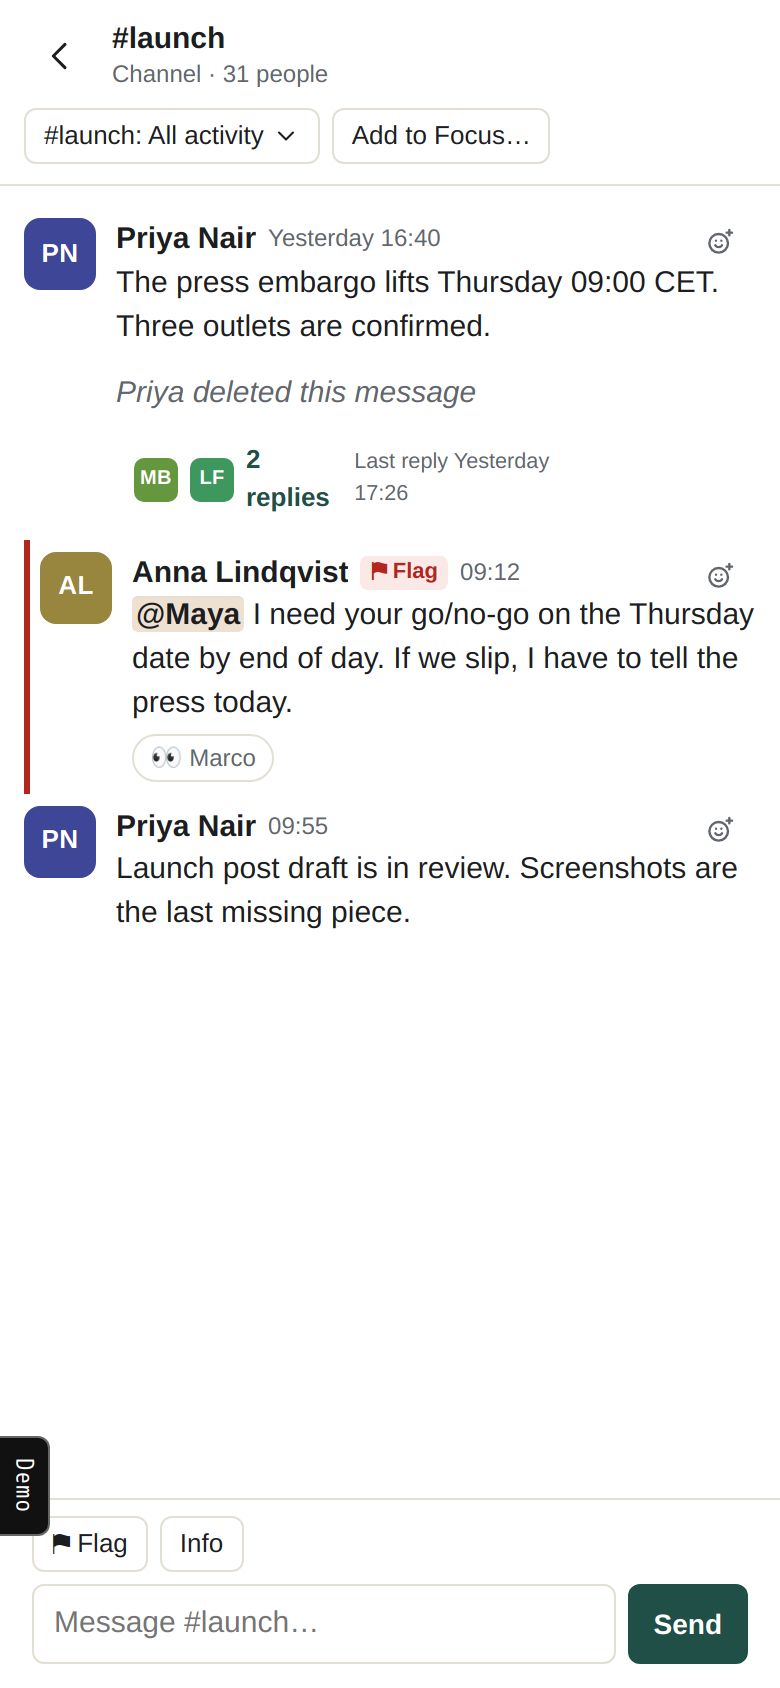 #launch
Channel · 31 people
#launch: All activity
Add to Focus…
PN
Priya Nair Yesterday 16:40
The press embargo lifts Thursday 09:00 CET.
Three outlets are confirmed.
Priya deleted this message
MB LF 2 replies
Last reply Yesterday 17:26
AL
Anna Lindqvist Flag 09:12
@Maya I need your go/no-go on the Thursday
date by end of day. If we slip, I have to tell the
press today.
👀 Marco
PN
Priya Nair 09:55
Launch post draft is in review. Screenshots are
the last missing piece.
Demo
Flag
Info
Message #launch…
Send